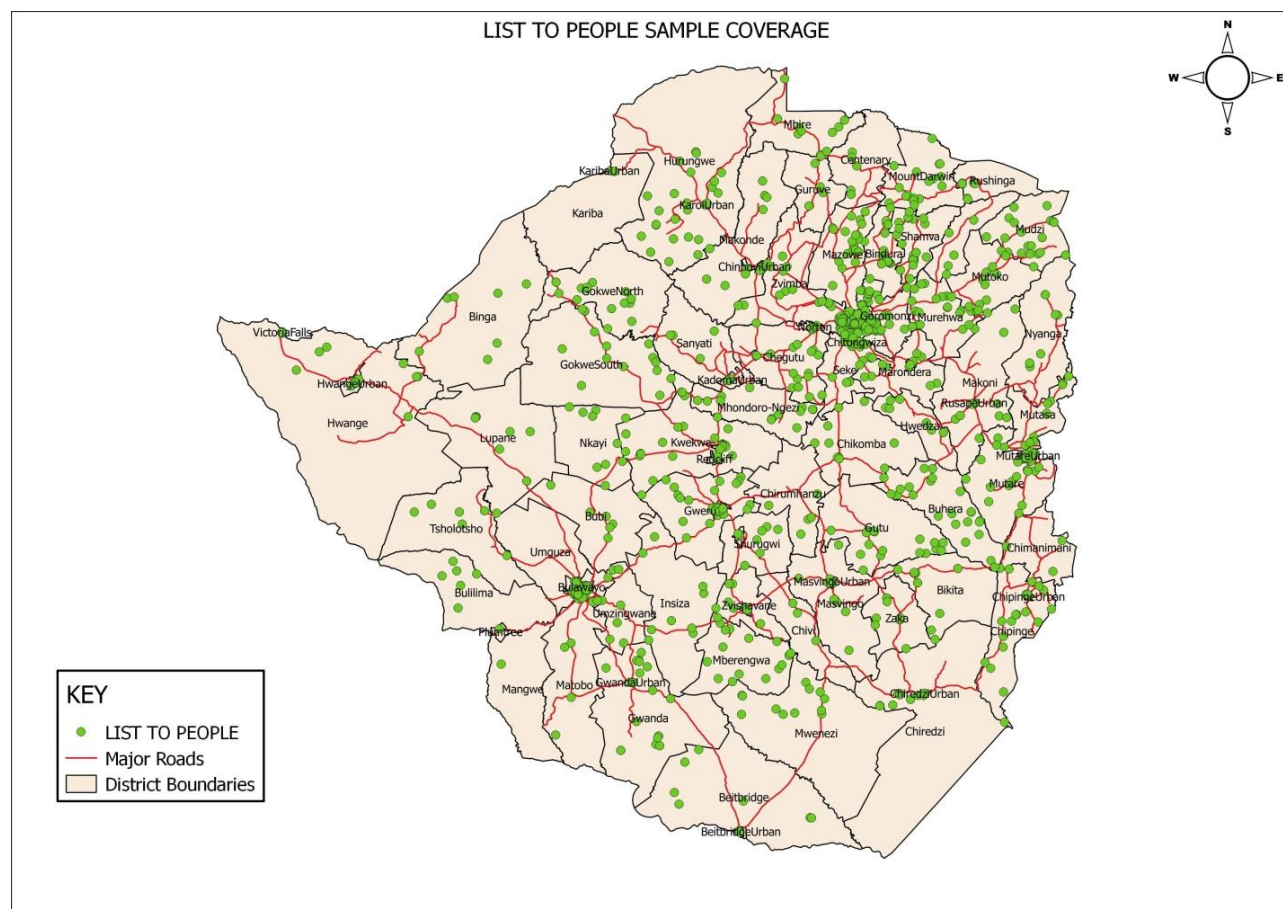 LIST TO PEOPLE SAMPLE COVERAGE
N
W
E
S
Mbire
Centenary
Hurungwe
KaribaUrban
MountDarwin
Rushinga
Guruve
KaroiUrban
Kariba
Mudzi
Shamva
Makonde
Mazowe
Bindura
ChinhoyiUrban
Mutoko
Zvimba
GokweNorth
Binga
Goromonzi
Murehwa
VictoriaFalls
Norton
Nyanga
Chitungwiza
Sanyati
Chegutu
GokweSouth
Seke
Marondera
HwangeUrban
KadomaUrban
Makoni
RusapeUrban
Mhondoro-Ngezi
Mutasa
Hwange
Hwedza
Lupane
Nkayi
Kwekwe
Chikomba
Redcliff
MutareUrban
Mutare
Chirumhanzu
Gweru
Buhera
Bubi
Tsholotsho
Gutu
Shurugwi
Chimanimani
Umguza
MasvingoUrban
Bulawayo
Bikita
Bulilima
ChipingeUrban
Insiza
Zvishavane
Masvingo
Umzingwane
Zaka
Plumtree
Chivi
Chipinge
Mberengwa
Mangwe
Matobo
GwandaUrban
ChiredziUrban
Gwanda
Mwenezi
Chiredzi
Beitbridge
BeitbridgeUrban
KEY
LIST TO PEOPLE
Major Roads
District Boundaries